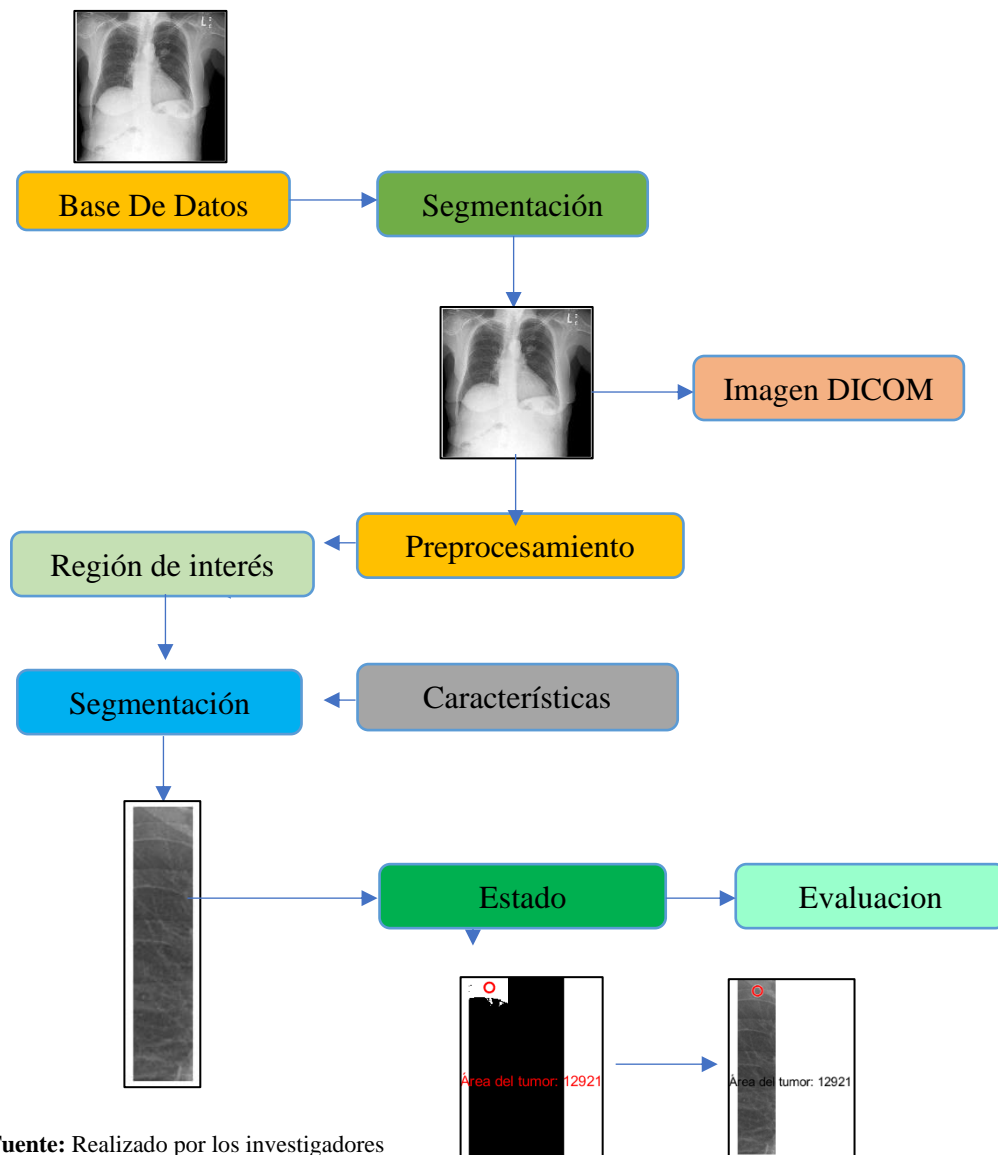 L
Base De Datos
Segmentación
L
Imagen DICOM
Preprocesamiento
Región de interés
Segmentación
Características
Estado
Evaluacion
Área del tumor: 12921
Área del tumor: 12921
Fuente: Realizado por los investigadores